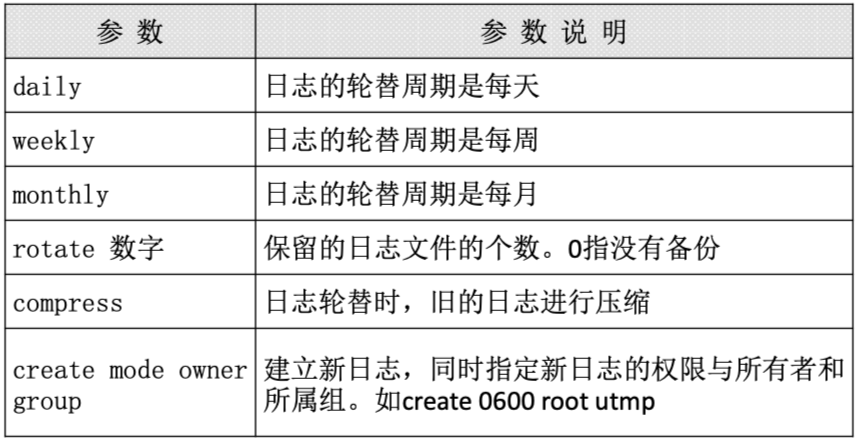 参 数 参 数 说 明
daily 日志的轮替周期是每天
weekly 日志的轮替周期是每周
monthly 日志的轮替周期是每月
rotate 数字 保留的日志文件的个数。0指没有备份
compress 日志轮替时，旧的日志进行压缩
create mode owner
group
建立新日志，同时指定新日志的权限与所有者和
所属组。如create 0600 root utmp